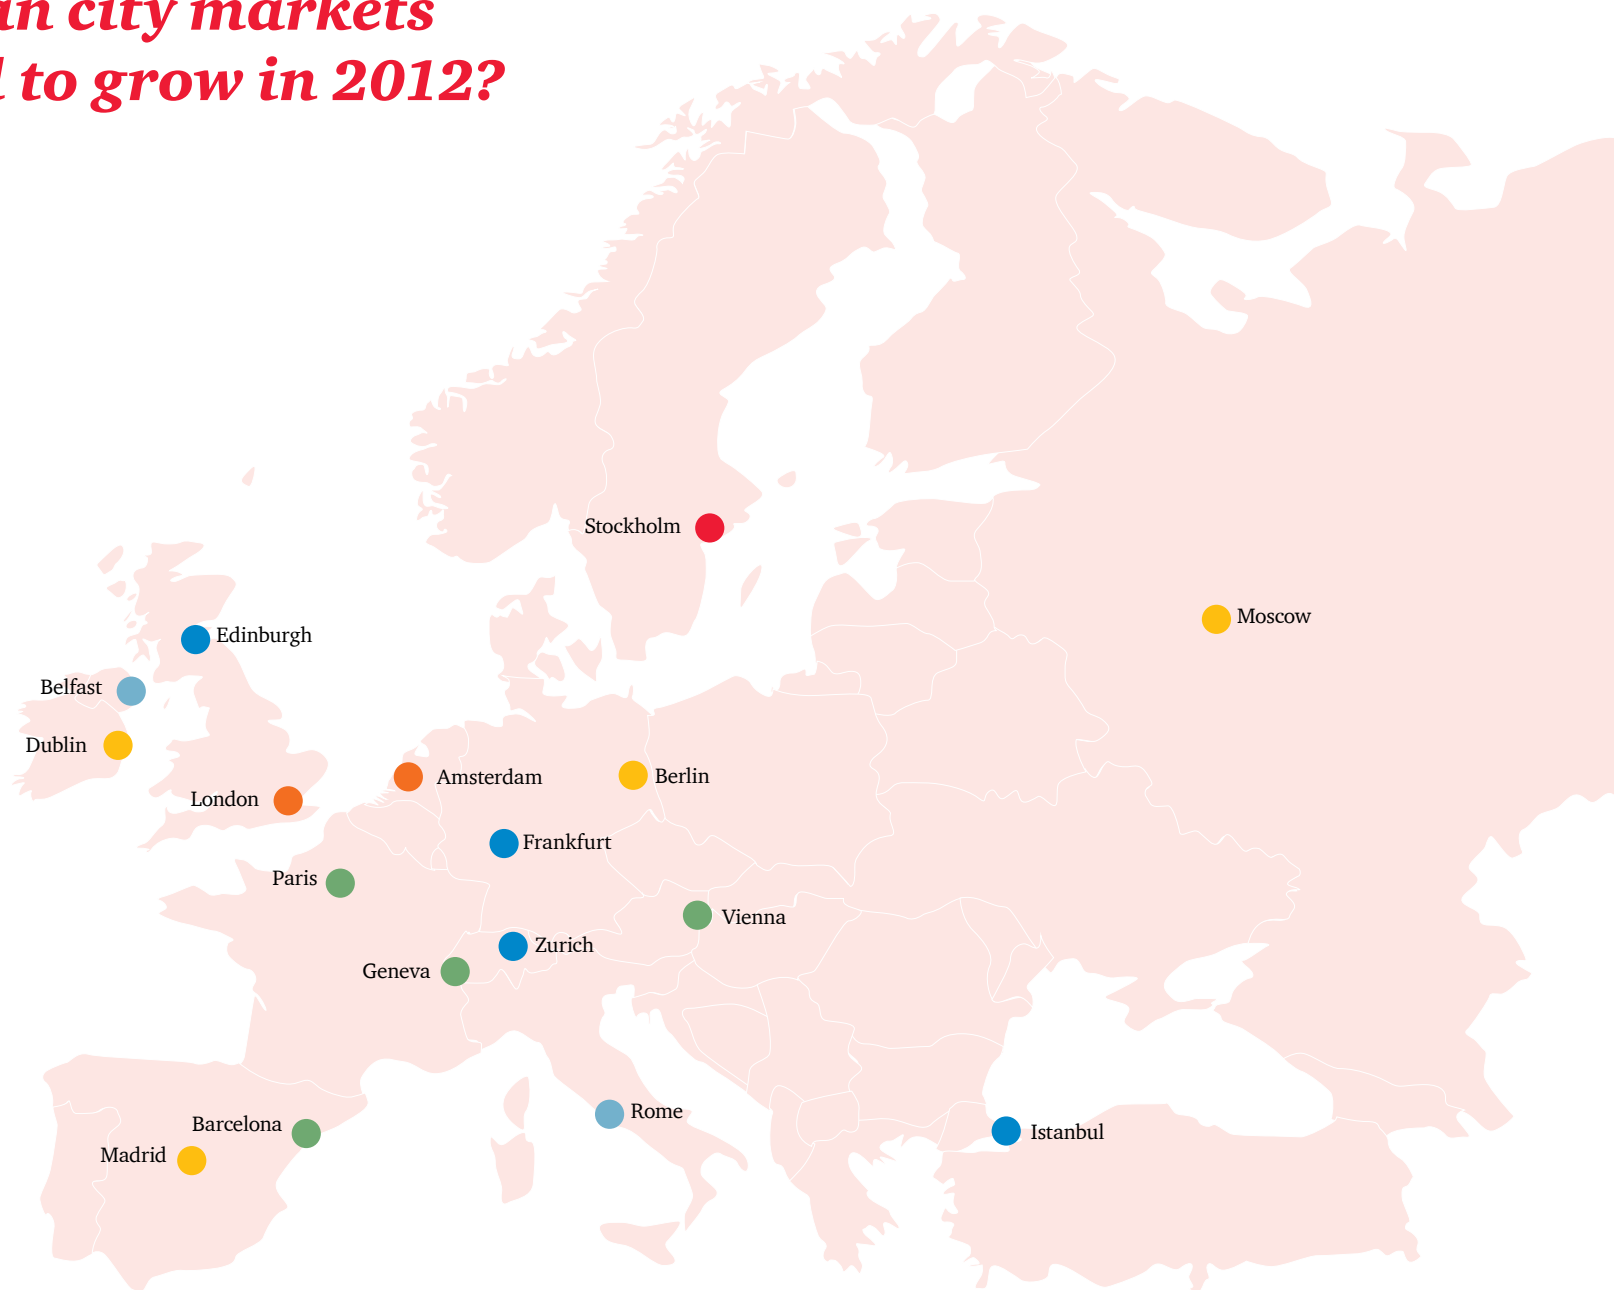 an city markets
to grow in 2012?
Stockholm
Moscow
Edinburgh
Belfast
Dublin
Amsterdam
Berlin
London
Frankfurt
Paris
Vienna
Zurich
Geneva
Rome
Barcelona
Istanbul
Madrid